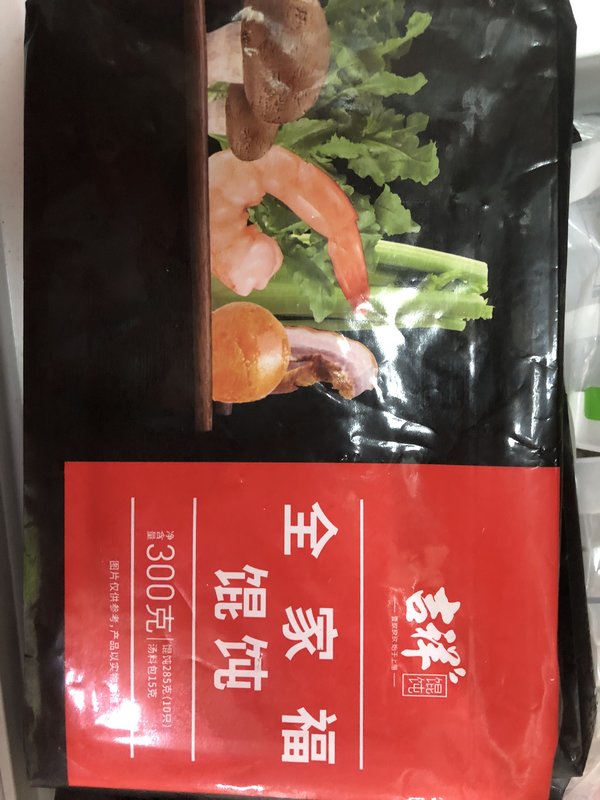 吉祥
馄饨
全家福
馄饨
净含量
300克
馄饨285克(10只)
汤料包15克
图片仅供参考,产品以实物